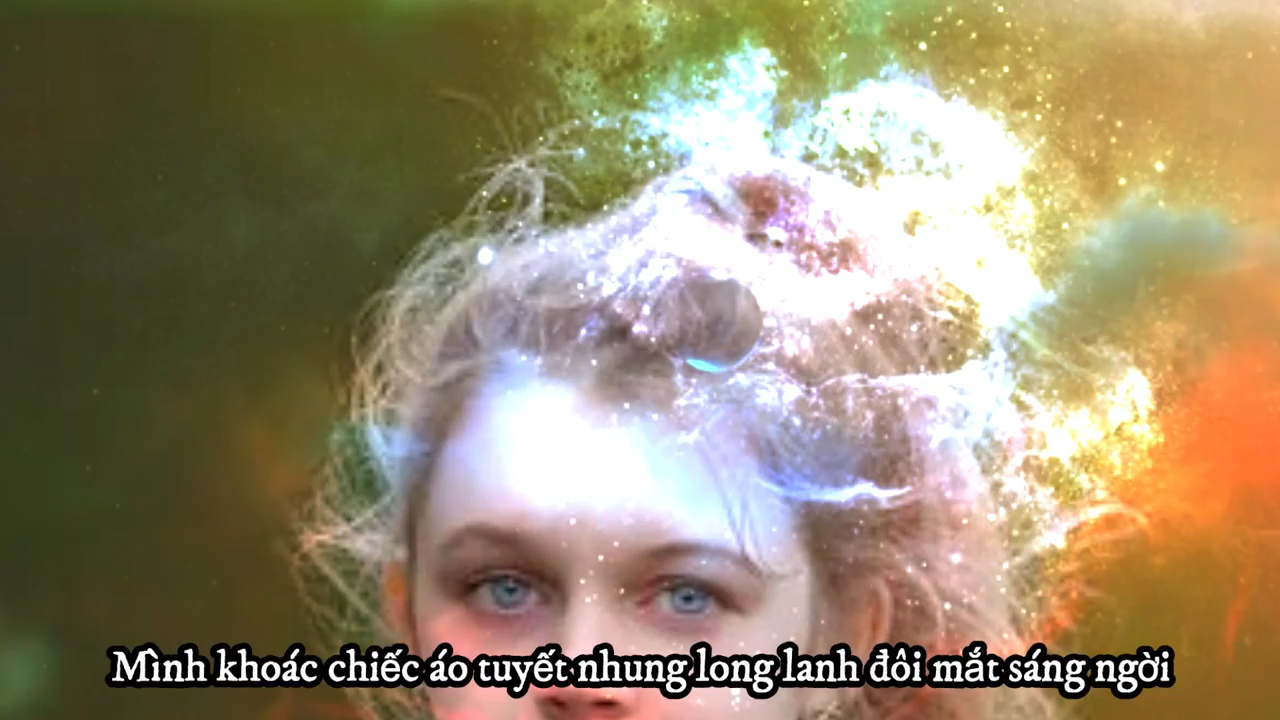 Mình khoác chiếc áo tuyết nhung long lanh đôi mắt sáng ngời